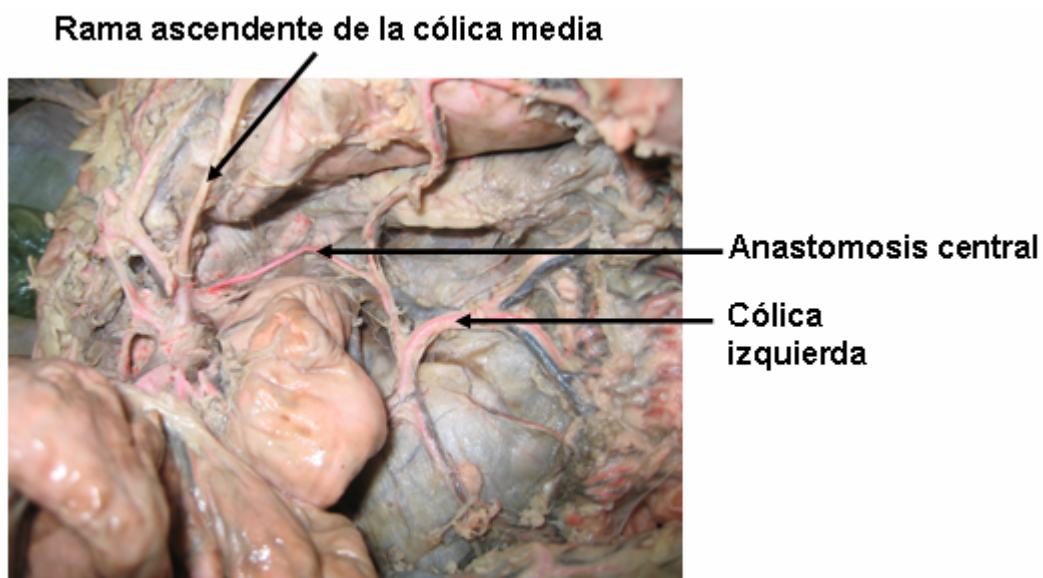 Rama ascendente de la cólica media
Anastomosis central
Cólica
izquierda